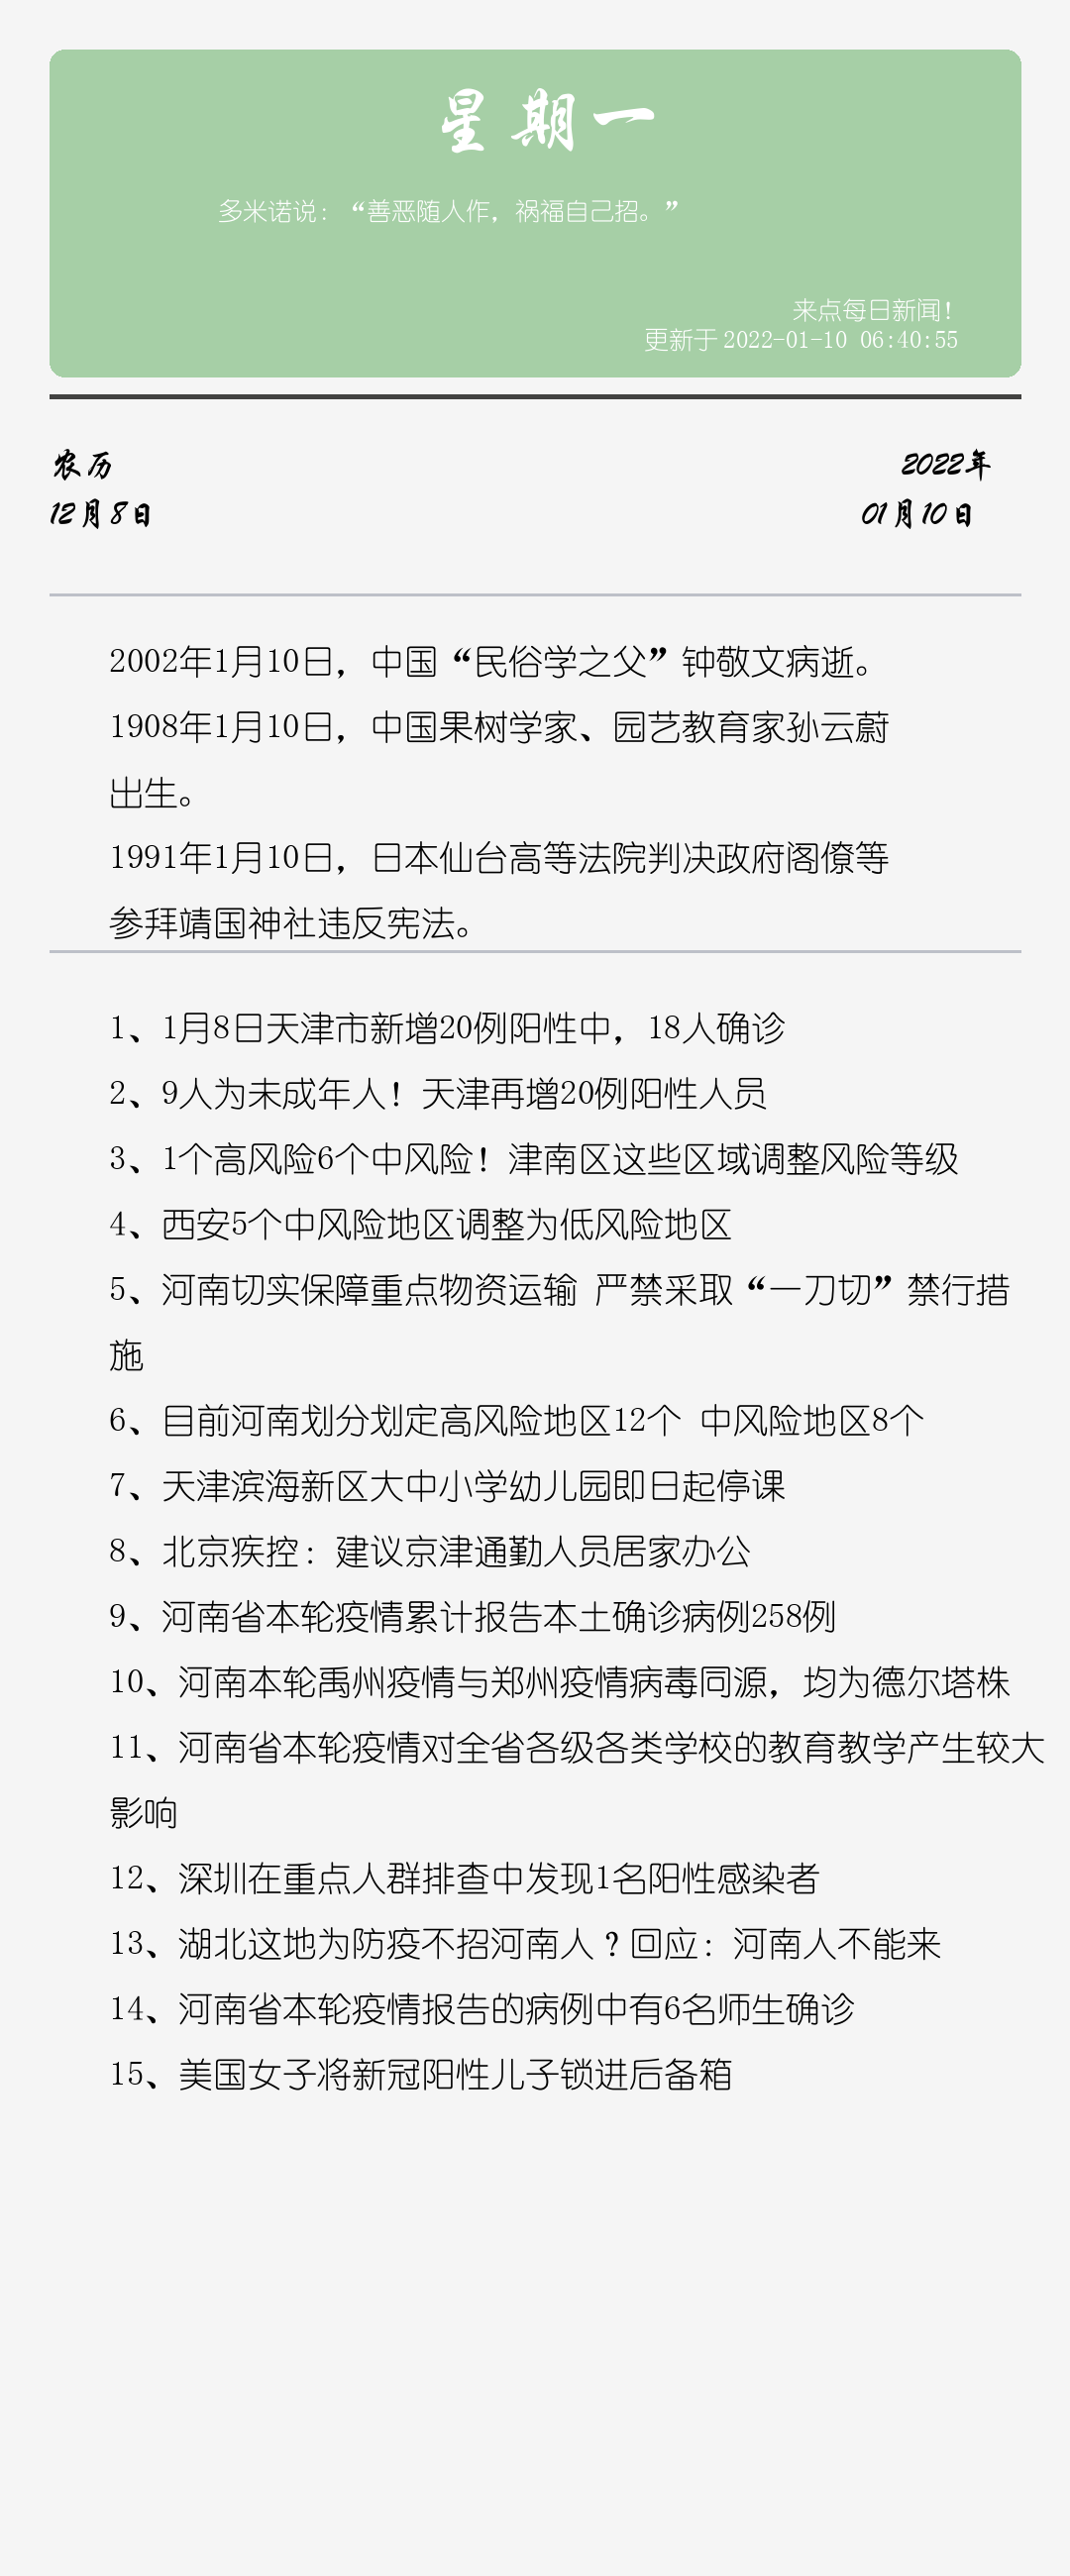 星期一
多米诺说：“善恶随人作，祸福自己招。”
来点每日新闻！
更新于 2022-01-10 06:40:55
农历
12月8日
2022年
01月10日
2002年1月10日，中国“民俗学之父”钟敬文病逝。
1908年1月10日，中国果树学家、园艺教育家孙云蔚
出生。
1991年1月10日，日本仙台高等法院判决政府阁僚等
参拜靖国神社违反宪法。
1、1月8日天津市新增20例阳性中，18人确诊
2、9人为未成年人！天津再增20例阳性人员
3、1个高风险6个中风险！津南区这些区域调整风险等级
4、西安5个中风险地区调整为低风险地区
5、河南切实保障重点物资运输 严禁采取“一刀切”禁行措
施
6、目前河南划分划定高风险地区12个 中风险地区8个
7、天津滨海新区大中小学幼儿园即日起停课
8、北京疾控：建议京津通勤人员居家办公
9、河南省本轮疫情累计报告本土确诊病例258例
10、河南本轮禹州疫情与郑州疫情病毒同源，均为德尔塔株
11、河南省本轮疫情对全省各级各类学校的教育教学产生较大
影响
12、深圳在重点人群排查中发现1名阳性感染者
13、湖北这地为防疫不招河南人？回应：河南人不能来
14、河南省本轮疫情报告的病例中有6名师生确诊
15、美国女子将新冠阳性儿子锁进后备箱